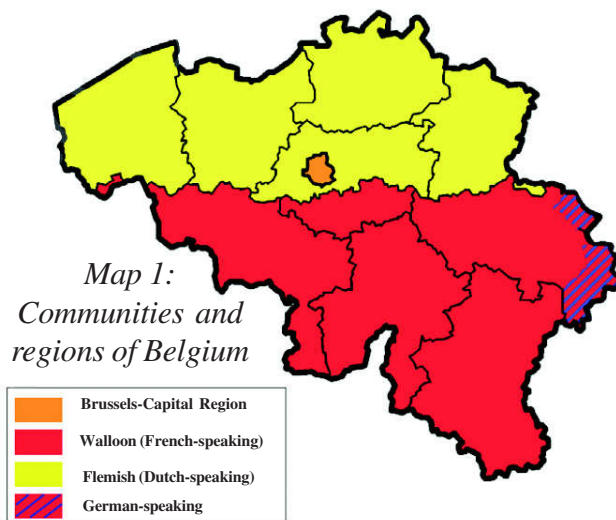 Map 1:
Communities and
regions of Belgium
Brussels-Capital Region
Walloon (French-speaking)
Flemish (Dutch-speaking)
German-speaking